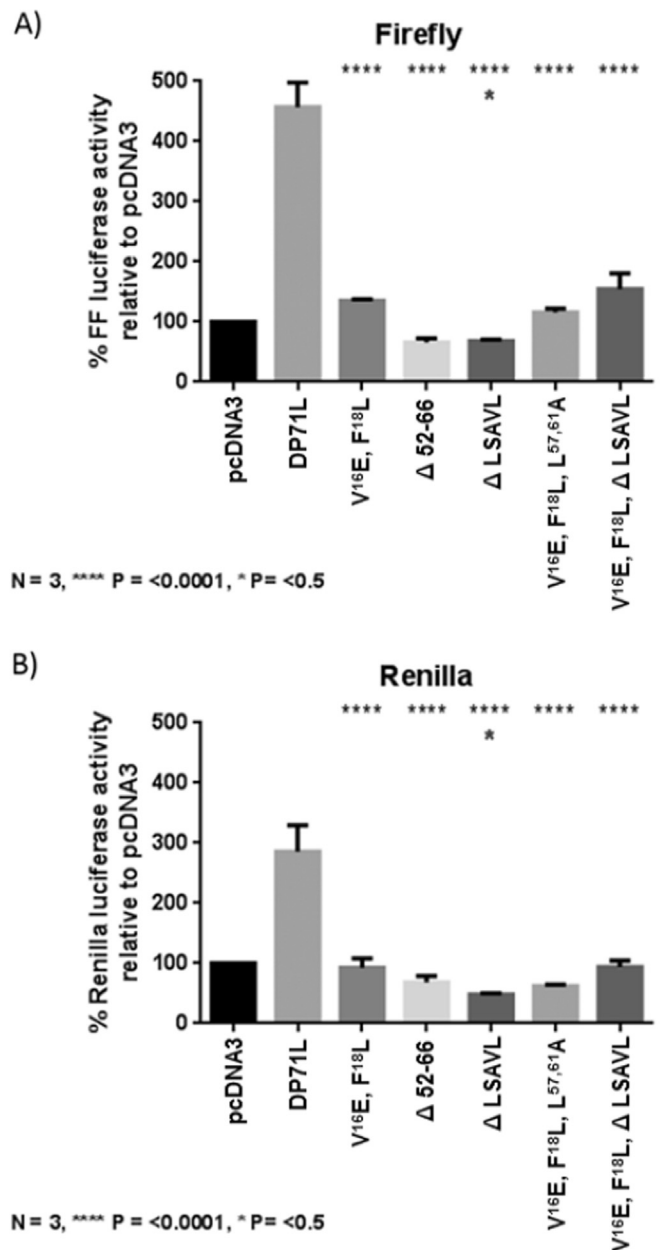 A)
Firefly
**** **** **** **** ****
*
% FF luciferase activity
relative to pcDNA3
500
400
300
200
100
0
pcDNA3
DP71L
V¹⁶E, F¹⁸L
Δ 52-66
Δ LSAVL
V¹⁶E, F¹⁸L, L⁵⁷,⁶¹A
V¹⁶E, F¹⁸L, Δ LSAVL
N = 3, **** P = <0.0001, * P= <0.5
B)
Renilla
**** **** **** **** ****
*
% Renilla luciferase activity
relative to pcDNA3
500
400
300
200
100
0
pcDNA3
DP71L
V¹⁶E, F¹⁸L
Δ 52-66
Δ LSAVL
V¹⁶E, F¹⁸L, L⁵⁷,⁶¹A
V¹⁶E, F¹⁸L, Δ LSAVL
N = 3, **** P = <0.0001, * P= <0.5